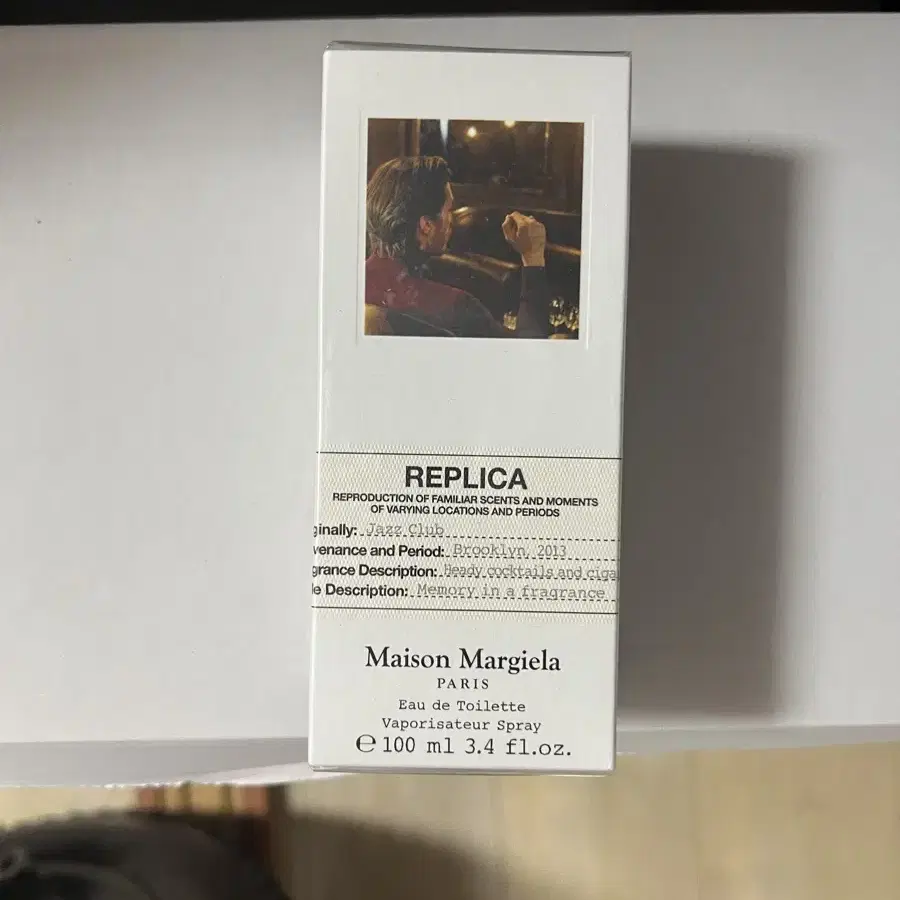 REPLICA
REPRODUCTION OF FAMILIAR SCENTS AND MOMENTS
OF VARYING LOCATIONS AND PERIODS
ginally: Jazz Club
venance and Period: Brooklyn, 2013
grance Description: Heady cocktails and ciga
le Description: Memory in a fragrance
Maison Margiela
PARIS
Eau de Toilette
Vaporisateur Spray
℮ 100 ml 3.4 fl.oz.